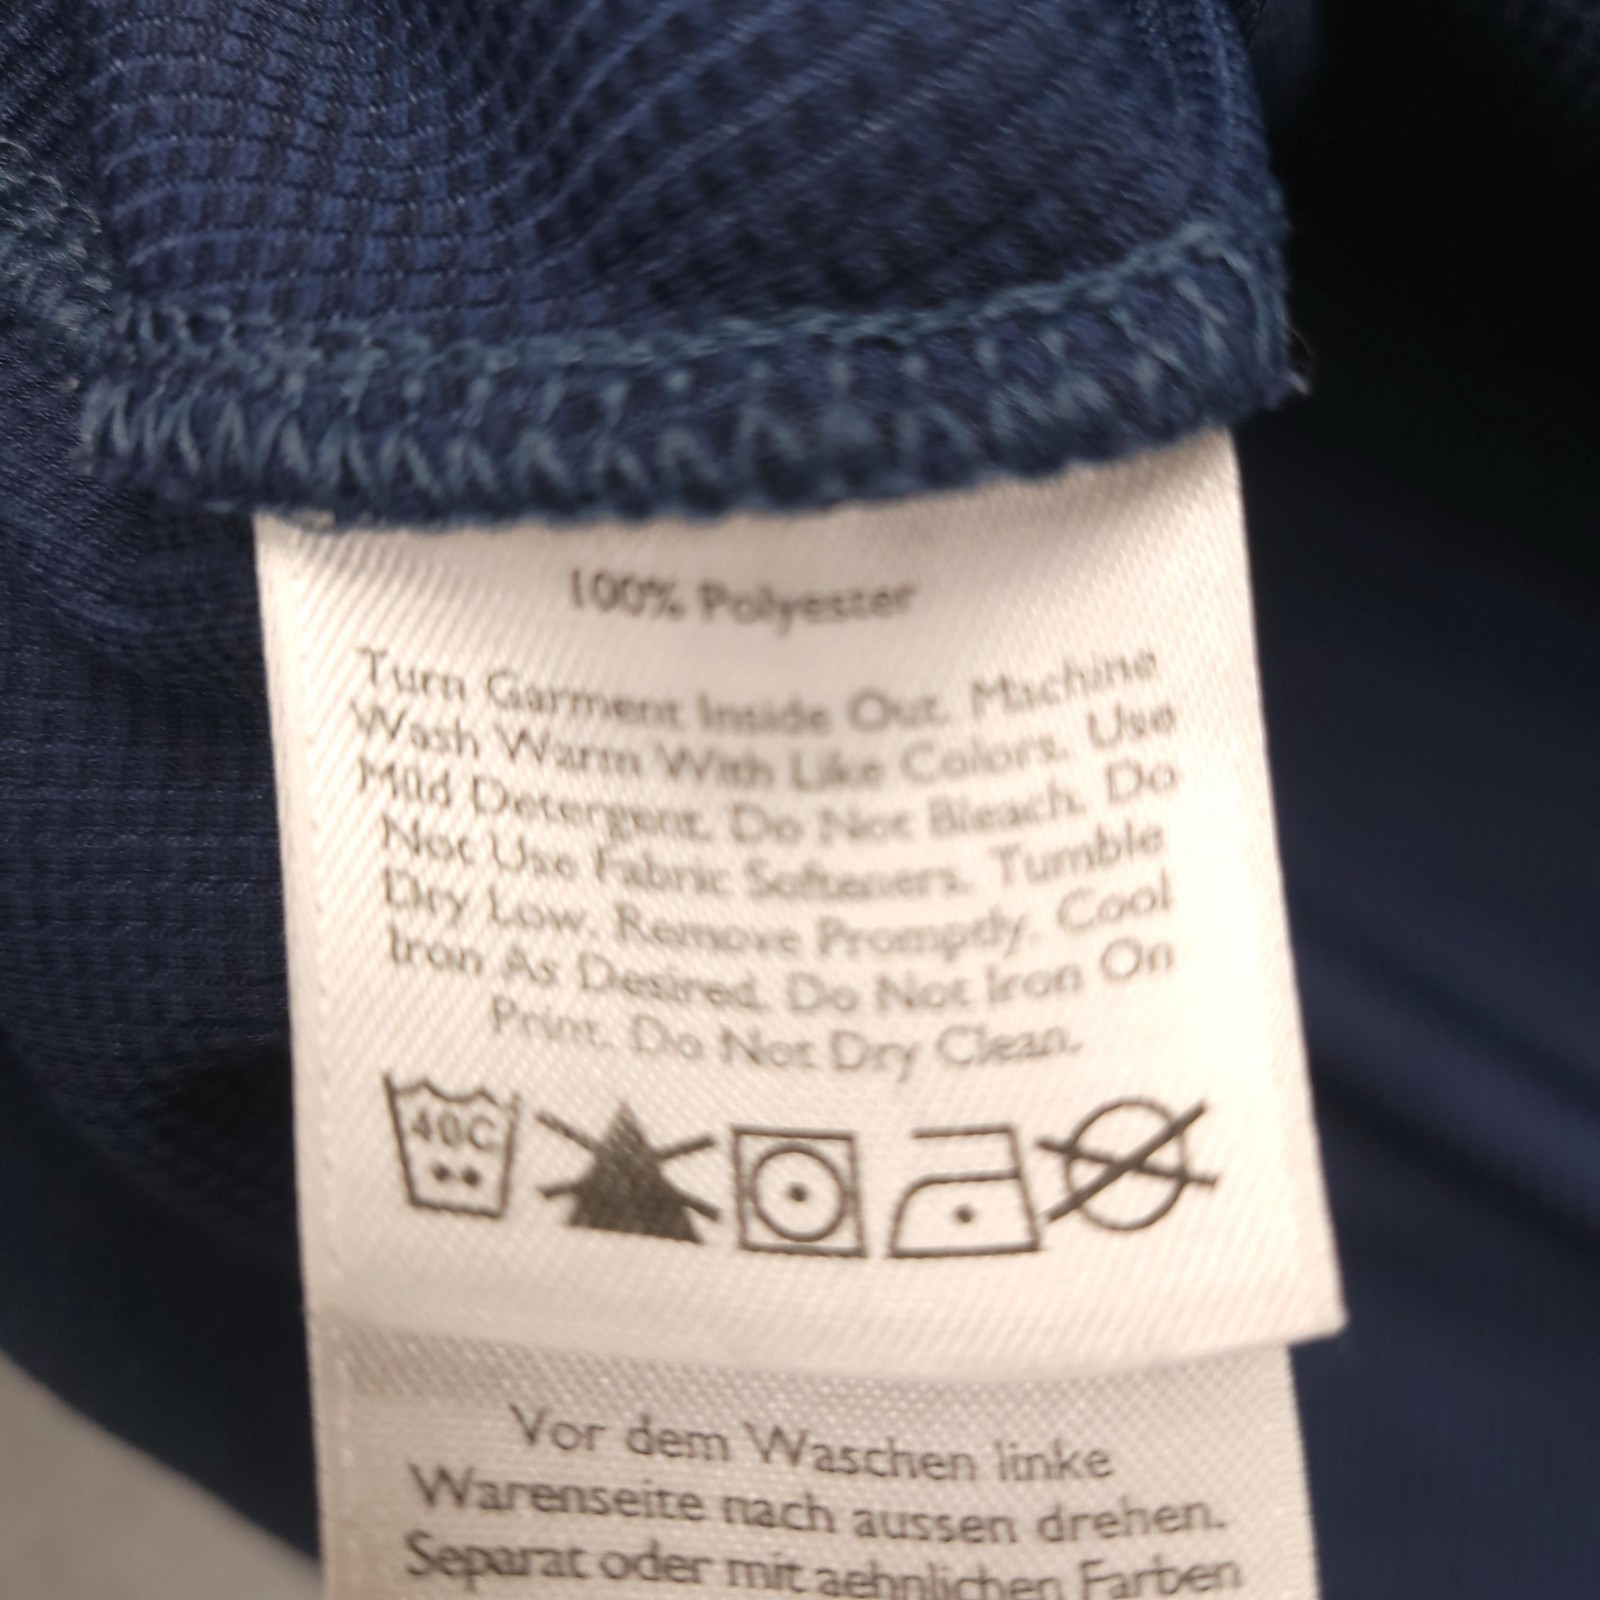 100% Polyester
Turn Garment Inside Out. Machine
Wash Warm With Like Colors. Use
Mild Detergent. Do Not Bleach. Do
Not Use Fabric Softeners. Tumble
Dry Low. Remove Promptly. Cool
Iron As Desired. Do Not Iron On
Print. Do Not Dry Clean.
40C
Vor dem Waschen linke
Warenseite nach aussen drehen.
Separat oder mit aehnlichen Farben